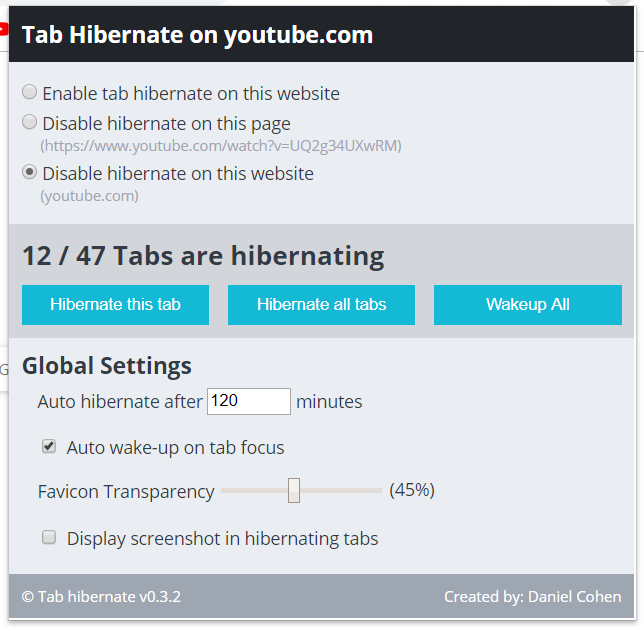 Tab Hibernate on youtube.com
Enable tab hibernate on this website
Disable hibernate on this page
(https://www.youtube.com/watch?v=UQ2g34UXwRM)
Disable hibernate on this website
(youtube.com)
12 / 47 Tabs are hibernating
Hibernate this tab Hibernate all tabs Wakeup All
Global Settings
G
Auto hibernate after 120 minutes
Auto wake-up on tab focus
Favicon Transparency (45%)
Display screenshot in hibernating tabs
© Tab hibernate v0.3.2 Created by: Daniel Cohen